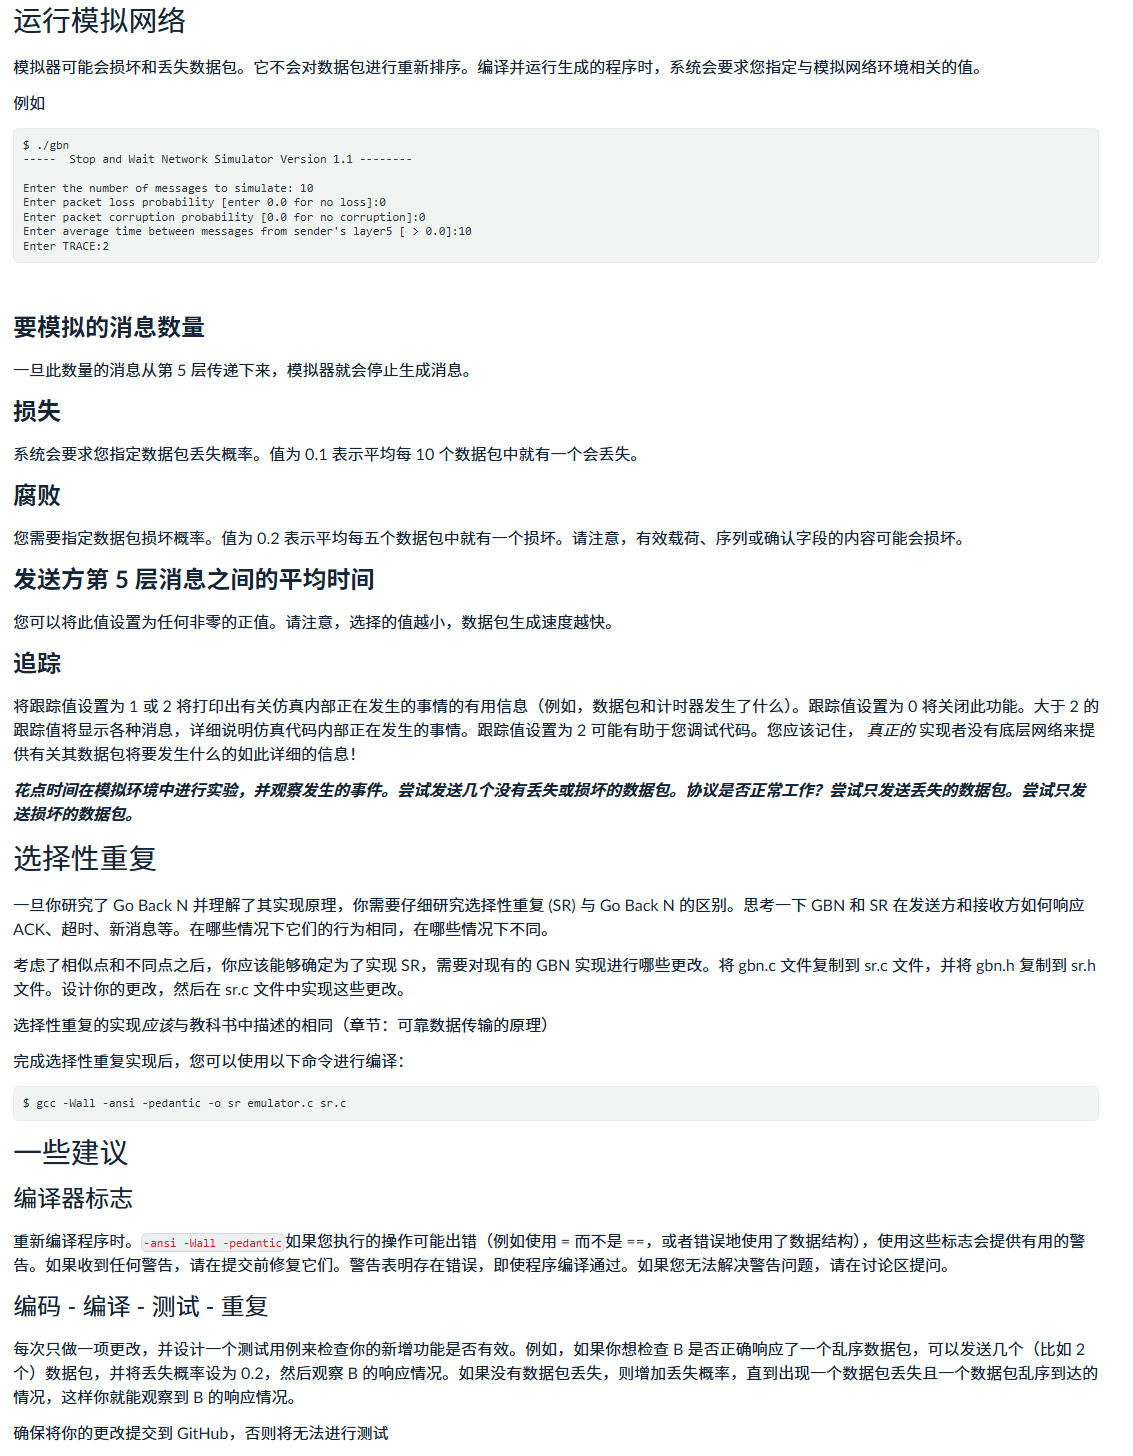 运行模拟网络
模拟器可能会损坏和丢失数据包。它不会对数据包进行重新排序。编译并运行生成的程序时，系统会要求您指定与模拟网络环境相关的值。
例如
$ ./gbn
-----  Stop and Wait Network Simulator Version 1.1 --------
Enter the number of messages to simulate: 10
Enter packet loss probability [enter 0.0 for no loss]:0
Enter packet corruption probability [0.0 for no corruption]:0
Enter average time between messages from sender's layer5 [ > 0.0]:10
Enter TRACE:2
要模拟的消息数量
一旦此数量的消息从第 5 层传递下来，模拟器就会停止生成消息。
损失
系统会要求您指定数据包丢失概率。值为 0.1 表示平均每 10 个数据包中就有一个会丢失。
腐败
您需要指定数据包损坏概率。值为 0.2 表示平均每五个数据包中就有一个损坏。请注意，有效载荷、序列或确认字段的内容可能会损坏。
发送方第 5 层消息之间的平均时间
您可以将此值设置为任何非零的正值。请注意，选择的值越小，数据包生成速度越快。
追踪
将跟踪值设置为 1 或 2 将打印出有关仿真内部正在发生的事情的有用信息（例如，数据包和计时器发生了什么）。跟踪值设置为 0 将关闭此功能。大于 2 的
跟踪值将显示各种消息，详细说明仿真代码内部正在发生的事情。跟踪值设置为 2 可能有助于您调试代码。您应该记住， 真正的 实现者没有底层网络来提
供有关其数据包将要发生什么的如此详细的信息！
花点时间在模拟环境中进行实验，并观察发生的事件。尝试发送几个没有丢失或损坏的数据包。协议是否正常工作？尝试只发送丢失的数据包。尝试只发
送损坏的数据包。
选择性重复
一旦你研究了 Go Back N 并理解了其实现原理，你需要仔细研究选择性重复 (SR) 与 Go Back N 的区别。思考一下 GBN 和 SR 在发送方和接收方如何响应
ACK、超时、新消息等。在哪些情况下它们的行为相同，在哪些情况下不同。
考虑了相似点和不同点之后，你应该能够确定为了实现 SR，需要对现有的 GBN 实现进行哪些更改。将 gbn.c 文件复制到 sr.c 文件，并将 gbn.h 复制到 sr.h
文件。设计你的更改，然后在 sr.c 文件中实现这些更改。
选择性重复的实现应该与教科书中描述的相同（章节：可靠数据传输的原理）
完成选择性重复实现后，您可以使用以下命令进行编译：
$ gcc -Wall -ansi -pedantic -o sr emulator.c sr.c
一些建议
编译器标志
重新编译程序时。-ansi -Wall -pedantic如果您执行的操作可能出错（例如使用 = 而不是 ==，或者错误地使用了数据结构），使用这些标志会提供有用的警
告。如果收到任何警告，请在提交前修复它们。警告表明存在错误，即使程序编译通过。如果您无法解决警告问题，请在讨论区提问。
编码 - 编译 - 测试 - 重复
每次只做一项更改，并设计一个测试用例来检查你的新增功能是否有效。例如，如果你想检查 B 是否正确响应了一个乱序数据包，可以发送几个（比如 2
个）数据包，并将丢失概率设为 0.2，然后观察 B 的响应情况。如果没有数据包丢失，则增加丢失概率，直到出现一个数据包丢失且一个数据包乱序到达的
情况，这样你就能观察到 B 的响应情况。
确保将你的更改提交到 GitHub，否则将无法进行测试